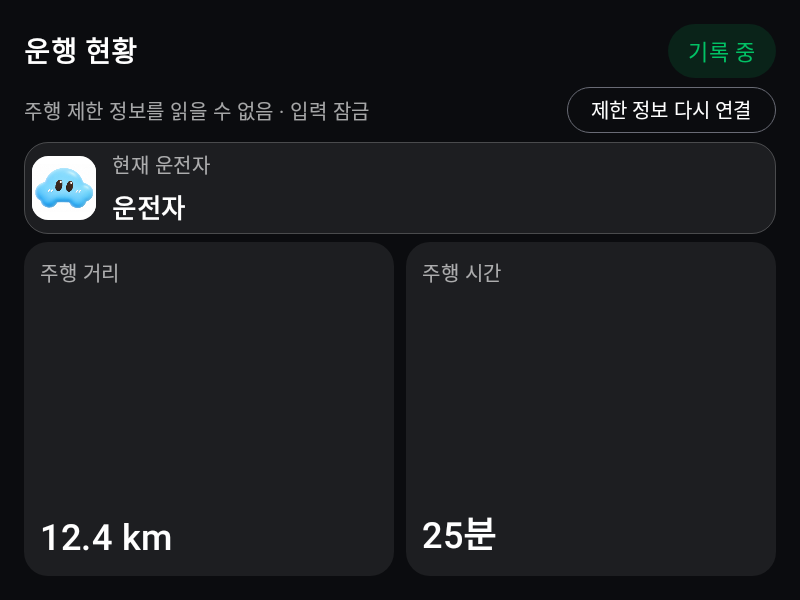 운행 현황
기록 중
주행 제한 정보를 읽을 수 없음 · 입력 잠금
제한 정보 다시 연결
현재 운전자
운전자
주행 거리
주행 시간
12.4 km
25분